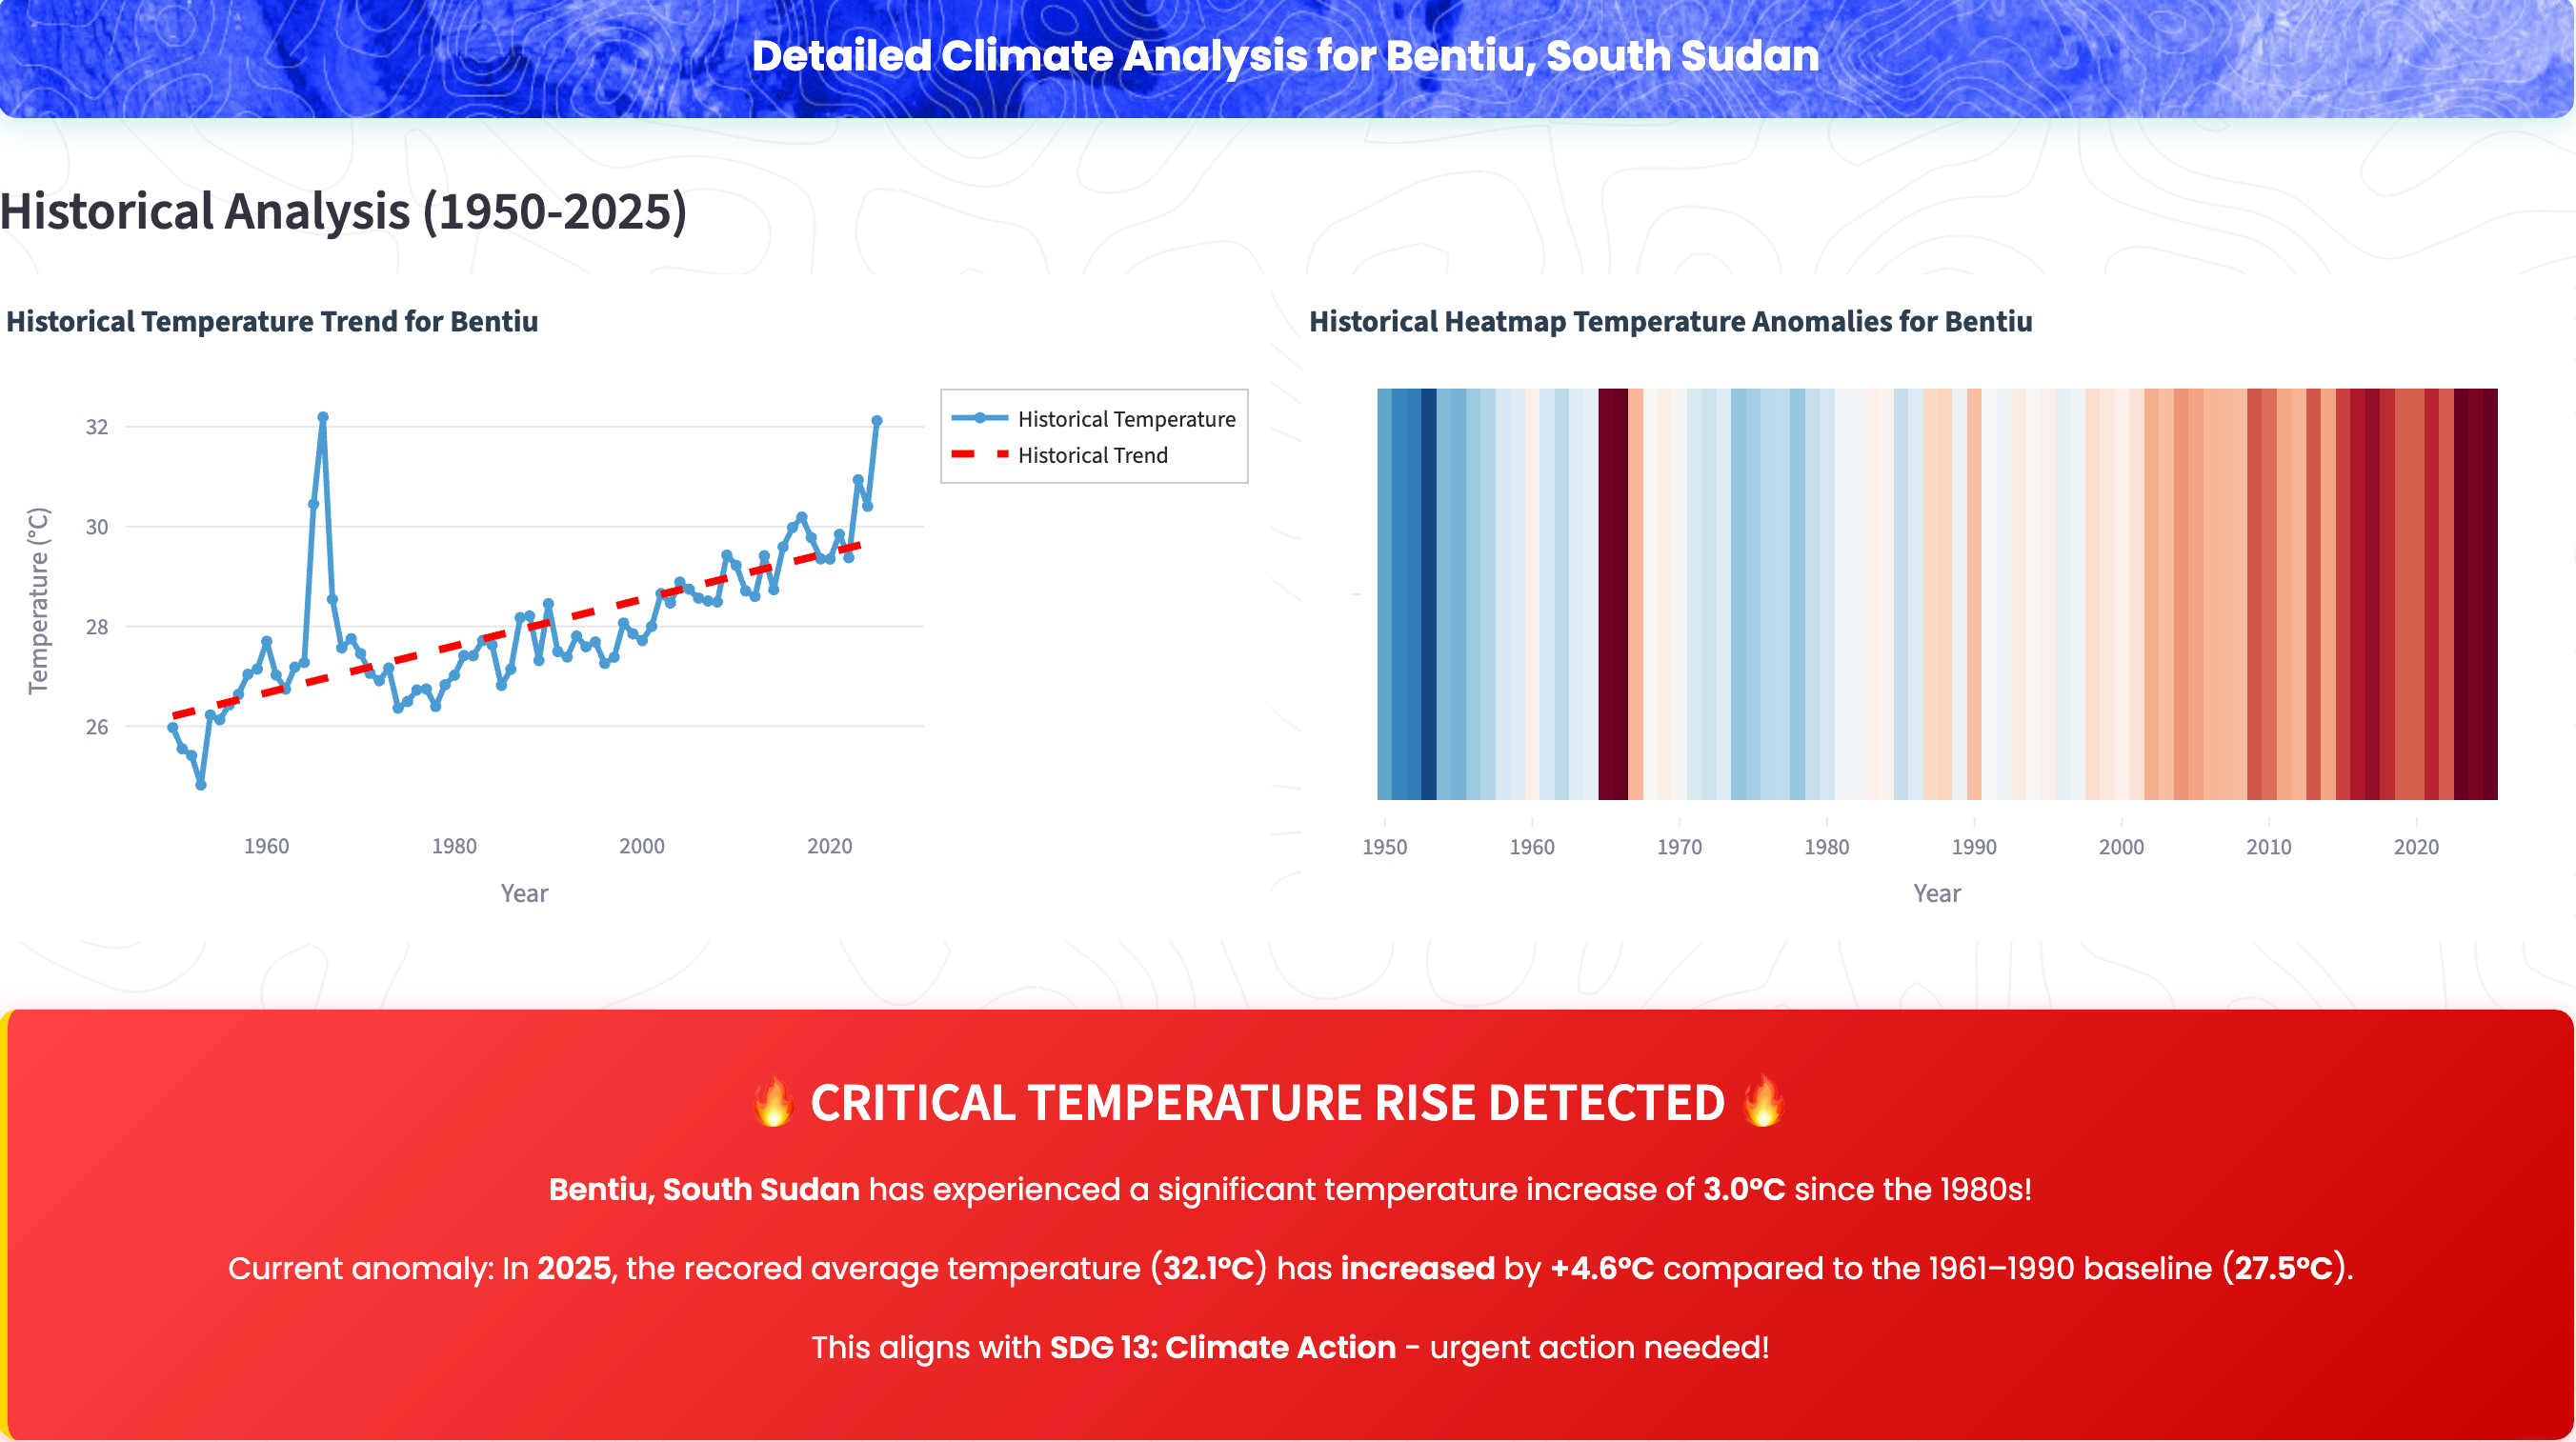 Detailed Climate Analysis for Bentiu, South Sudan
Historical Analysis (1950-2025)
Historical Temperature Trend for Bentiu
32
30
28
26
Temperature (°C)
1960
1980
2000
2020
Year
Historical Temperature
Historical Trend
Historical Heatmap Temperature Anomalies for Bentiu
1950
1960
1970
1980
1990
2000
2010
2020
Year
🔥 CRITICAL TEMPERATURE RISE DETECTED 🔥
Bentiu, South Sudan has experienced a significant temperature increase of 3.0°C since the 1980s!
Current anomaly: In 2025, the recored average temperature (32.1°C) has increased by +4.6°C compared to the 1961–1990 baseline (27.5°C).
This aligns with SDG 13: Climate Action - urgent action needed!